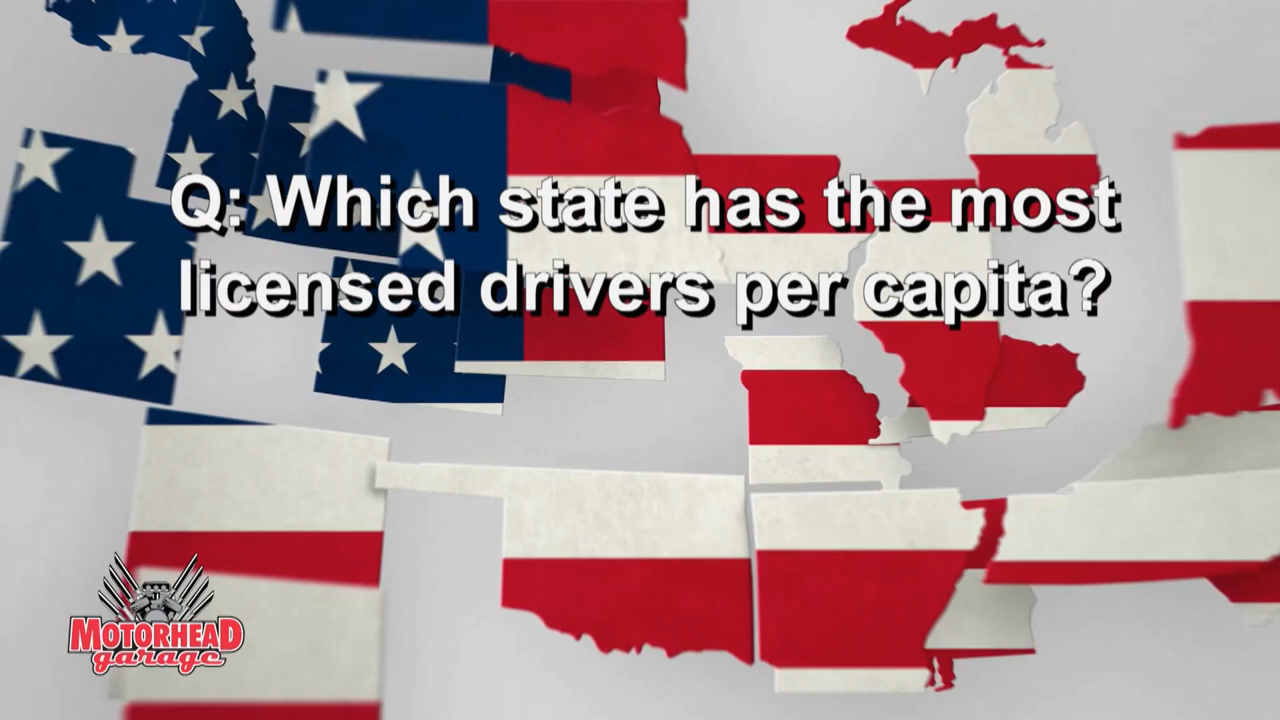 Q: Which state has the most
licensed drivers per capita?
MOTORHEAD
garage